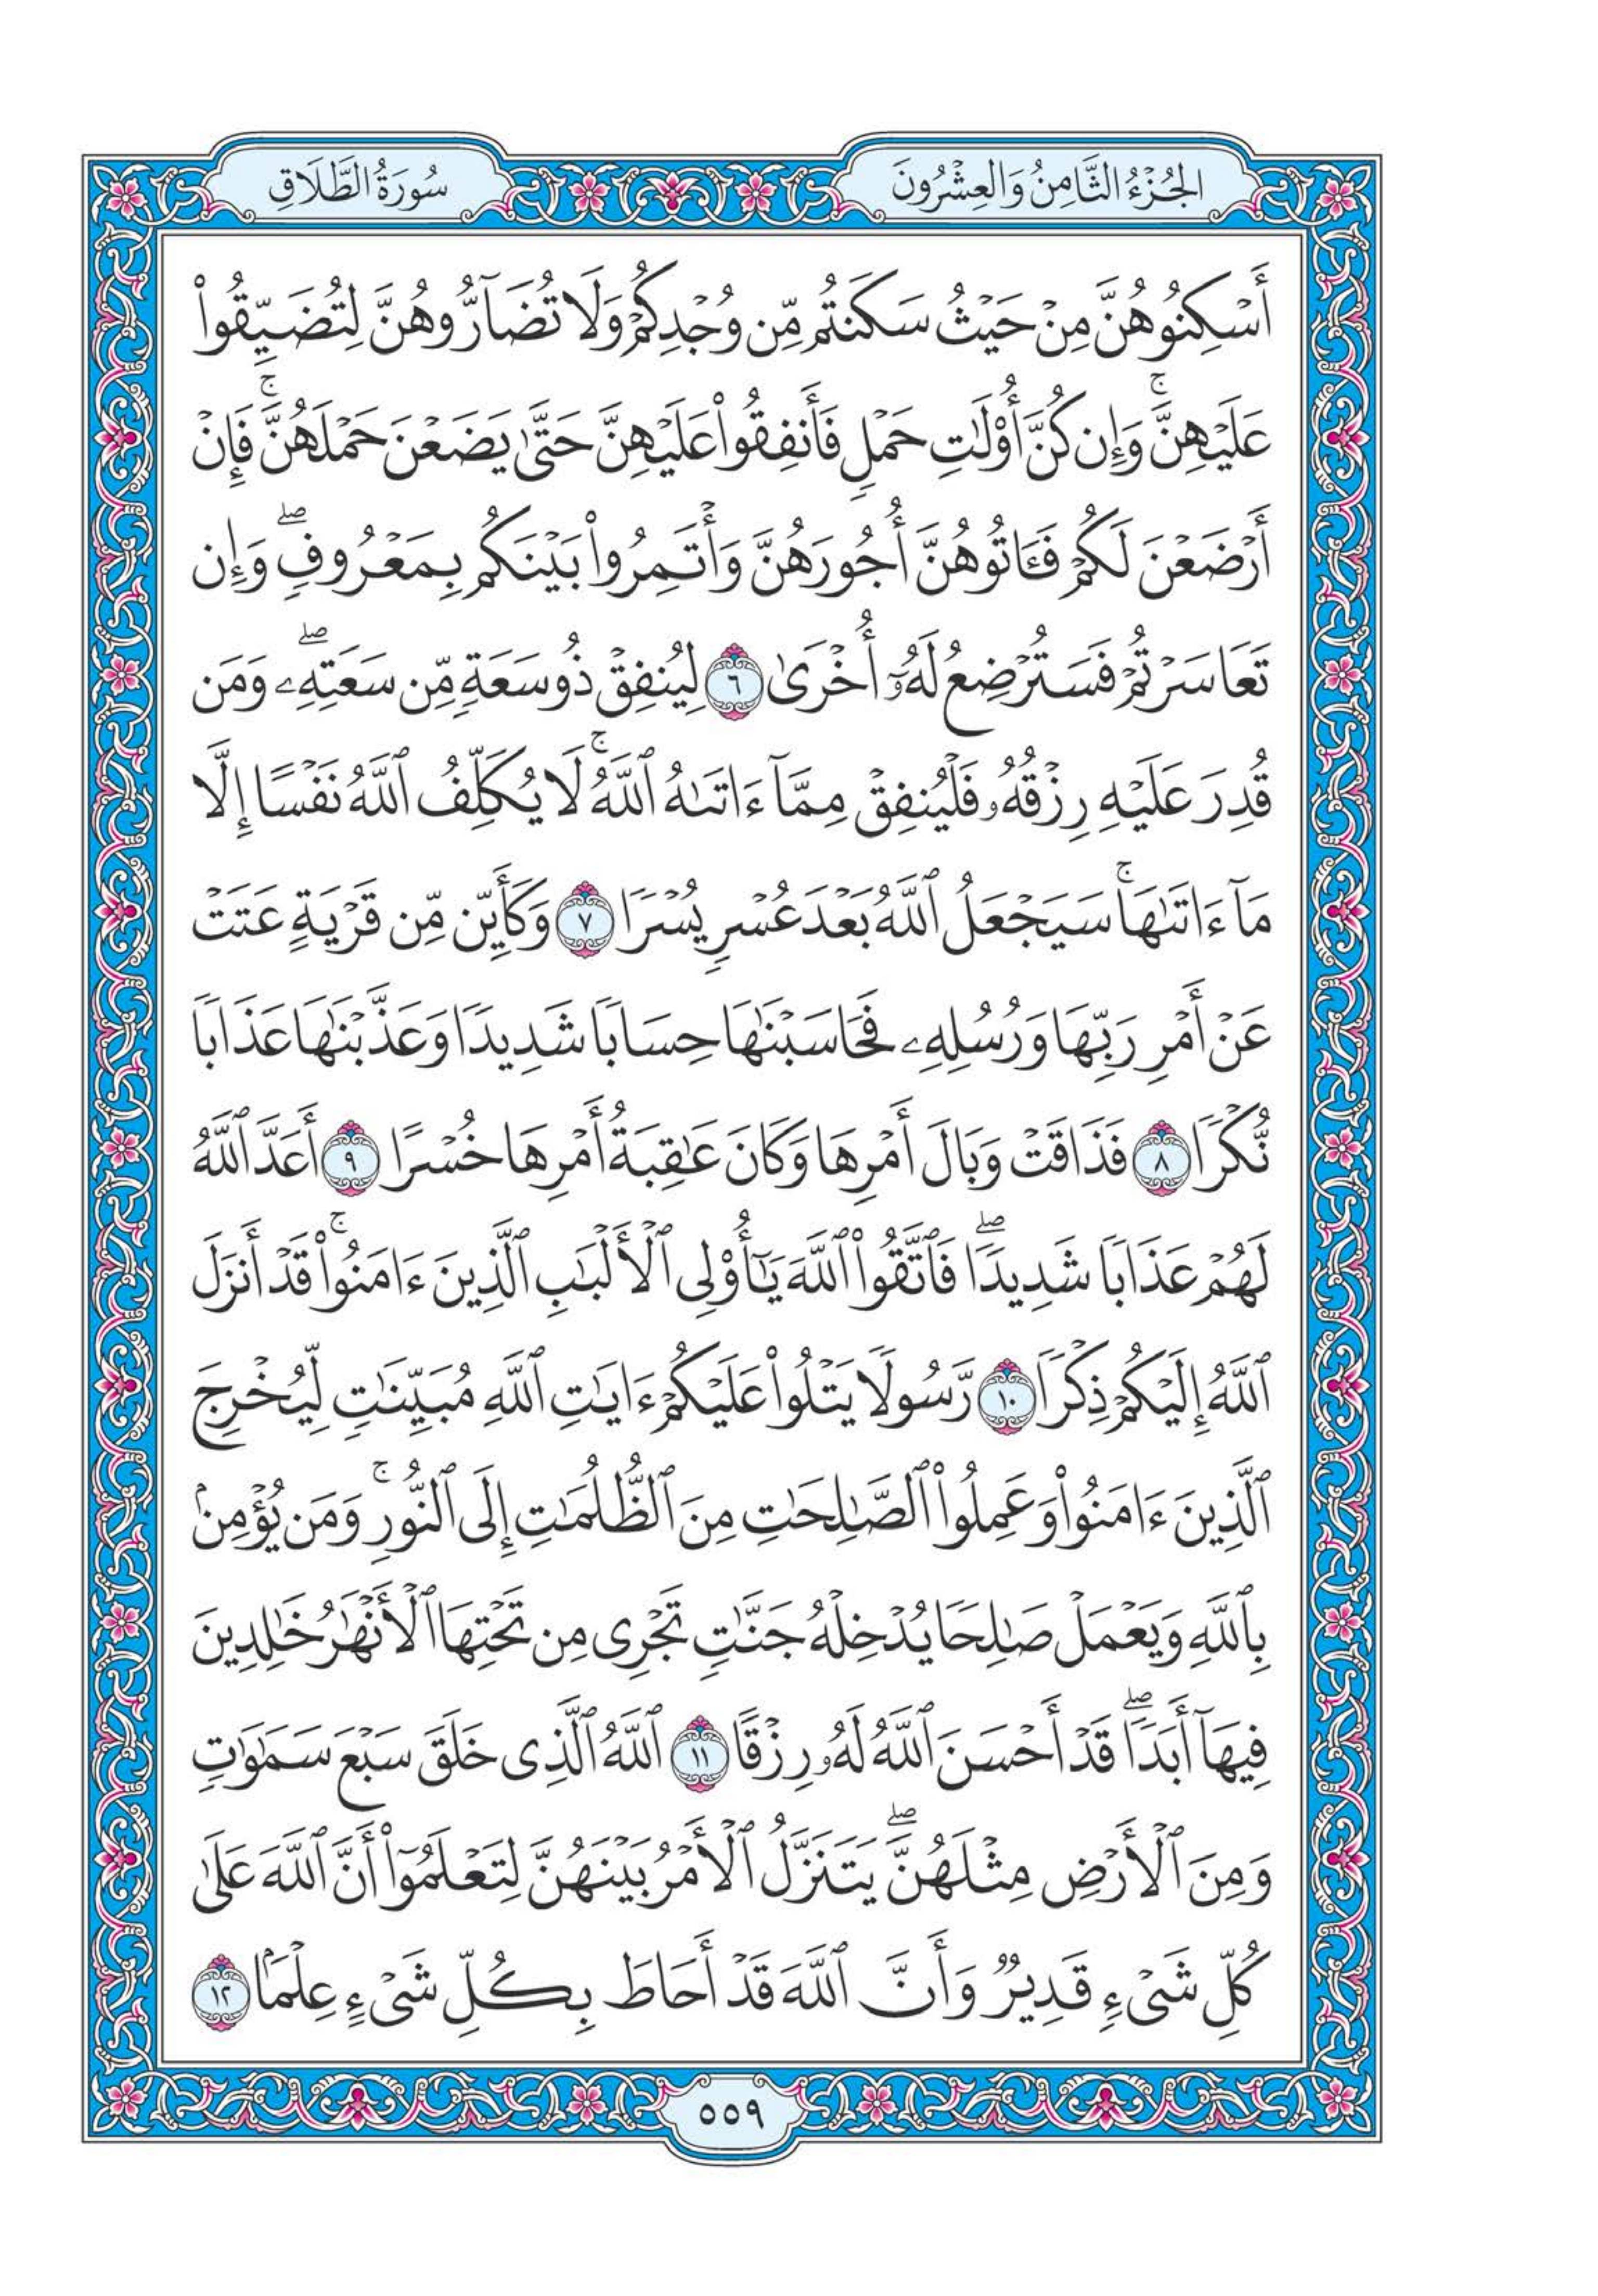 الجُزْءُ الثَّامِنُ وَالعِشْرُونَ
سُورَةُ الطَّلَاقِ
أَسْكِنُوهُنَّ مِنْ حَيْثُ سَكَنتُم مِّن وُجْدِكُمْ وَلَا تُضَآرُّوهُنَّ لِتُضَيِّقُوا۟
عَلَيْهِنَّ ۚ وَإِن كُنَّ أُو۟لَـٰتِ حَمْلٍ فَأَنفِقُوا۟ عَلَيْهِنَّ حَتَّىٰ يَضَعْنَ حَمْلَهُنَّ ۚ فَإِنْ
أَرْضَعْنَ لَكُمْ فَـَٔاتُوهُنَّ أُجُورَهُنَّ وَأْتَمِرُوا۟ بَيْنَكُم بِمَعْرُوفٍ ۖ وَإِن
تَعَاسَرْتُمْ فَسَتُرْضِعُ لَهُۥٓ أُخْرَىٰ ٦ لِيُنفِقْ ذُو سَعَةٍ مِّن سَعَتِهِۦ ۖ وَمَن
قُدِرَ عَلَيْهِ رِزْقُهُۥ فَلْيُنفِقْ مِمَّآ ءَاتَىٰهُ ٱللَّهُ ۚ لَا يُكَلِّفُ ٱللَّهُ نَفْسًا إِلَّا
مَآ ءَاتَىٰهَا ۚ سَيَجْعَلُ ٱللَّهُ بَعْدَ عُسْرٍ يُسْرًا ٧ وَكَأَيِّن مِّن قَرْيَةٍ عَتَتْ
عَنْ أَمْرِ رَبِّهَا وَرُسُلِهِۦ فَحَاسَبْنَـٰهَا حِسَابًا شَدِيدًا وَعَذَّبْنَـٰهَا عَذَابًا
نُّكْرًا ٨ فَذَاقَتْ وَبَالَ أَمْرِهَا وَكَانَ عَـٰقِبَةُ أَمْرِهَا خُسْرًا ٩ أَعَدَّ ٱللَّهُ
لَهُمْ عَذَابًا شَدِيدًا ۖ فَٱتَّقُوا۟ ٱللَّهَ يَـٰٓأُو۟لِى ٱلْأَلْبَـٰبِ ٱلَّذِينَ ءَامَنُوا۟ ۚ قَدْ أَنزَلَ
ٱللَّهُ إِلَيْكُمْ ذِكْرًا ١٠ رَّسُولًا يَتْلُوا۟ عَلَيْكُمْ ءَايَـٰتِ ٱللَّهِ مُبَيِّنَـٰتٍ لِّيُخْرِجَ
ٱلَّذِينَ ءَامَنُوا۟ وَعَمِلُوا۟ ٱلصَّـٰلِحَـٰتِ مِنَ ٱلظُّلُمَـٰتِ إِلَى ٱلنُّورِ ۚ وَمَن يُؤْمِنۢ
بِٱللَّهِ وَيَعْمَلْ صَـٰلِحًا يُدْخِلْهُ جَنَّـٰتٍ تَجْرِى مِن تَحْتِهَا ٱلْأَنْهَـٰرُ خَـٰلِدِينَ
فِيهَآ أَبَدًا ۖ قَدْ أَحْسَنَ ٱللَّهُ لَهُۥ رِزْقًا ١١ ٱللَّهُ ٱلَّذِى خَلَقَ سَبْعَ سَمَـٰوَٰتٍ
وَمِنَ ٱلْأَرْضِ مِثْلَهُنَّ ۖ يَتَنَزَّلُ ٱلْأَمْرُ بَيْنَهُنَّ لِتَعْلَمُوٓا۟ أَنَّ ٱللَّهَ عَلَىٰ
كُلِّ شَىْءٍ قَدِيرٌ وَأَنَّ ٱللَّهَ قَدْ أَحَاطَ بِكُلِّ شَىْءٍ عِلْمًۢا ١٢
٥٥٩